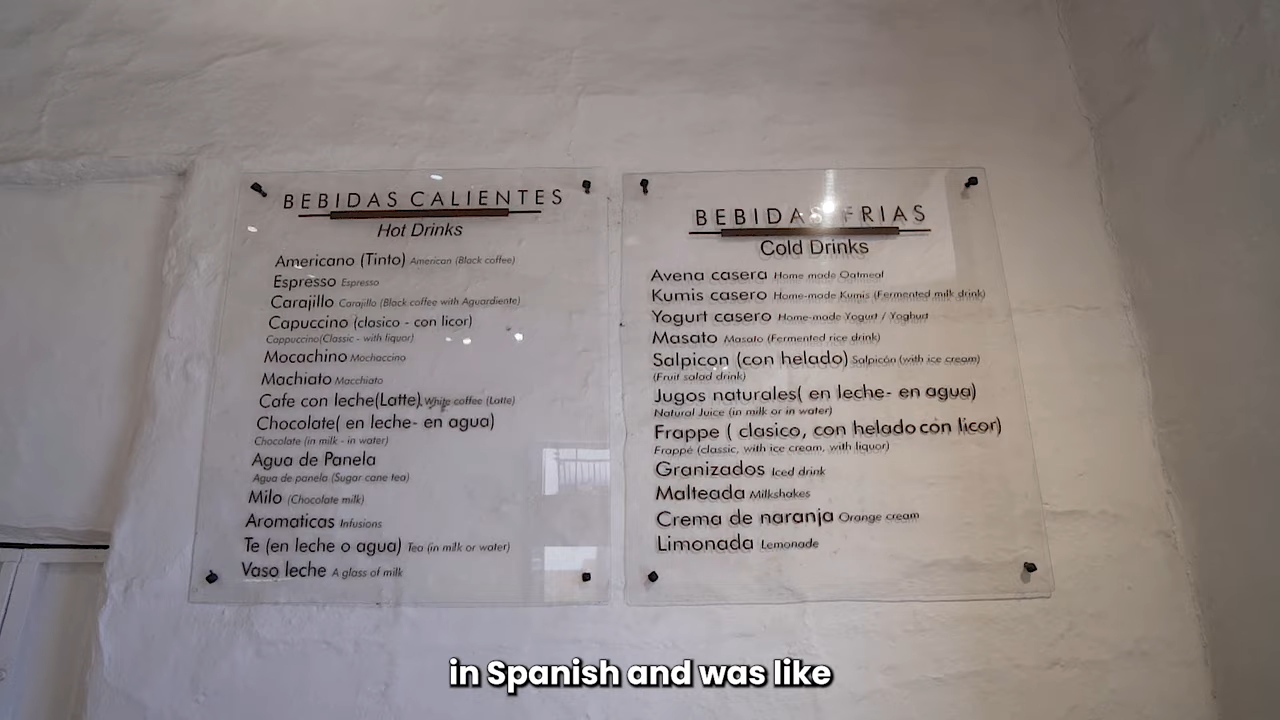 BEBIDAS CALIENTES
Hot Drinks
Americano (Tinto) American (Black coffee)
Espresso Espresso
Carajillo Carajillo (Black coffee with Aguardiente)
Capuccino (clasico - con licor)
Cappuccino(Classic - with liquor)
Mocachino Mochaccino
Machiato Macchiato
Cafe con leche(Latte) White coffee (Latte)
Chocolate( en leche- en agua)
Chocolate (in milk - in water)
Agua de Panela
Agua de panela (Sugar cane tea)
Milo (Chocolate milk)
Aromaticas Infusions
Te (en leche o agua) Tea (in milk or water)
Vaso leche A glass of milk
BEBIDAS FRIAS
Cold Drinks
Avena casera Home made Oatmeal
Kumis casero Home-made Kumis (Fermented milk drink)
Yogurt casero Home-made Yogurt / Yoghurt
Masato Masato (Fermented rice drink)
Salpicon (con helado) Salpicón (with ice cream)
(Fruit salad drink)
Jugos naturales( en leche- en agua)
Natural Juice (in milk or in water)
Frappe ( clasico, con helado con licor)
Frappé (classic, with ice cream, with liquor)
Granizados Iced drink
Malteada Milkshakes
Crema de naranja Orange cream
Limonada Lemonade
in Spanish and was like